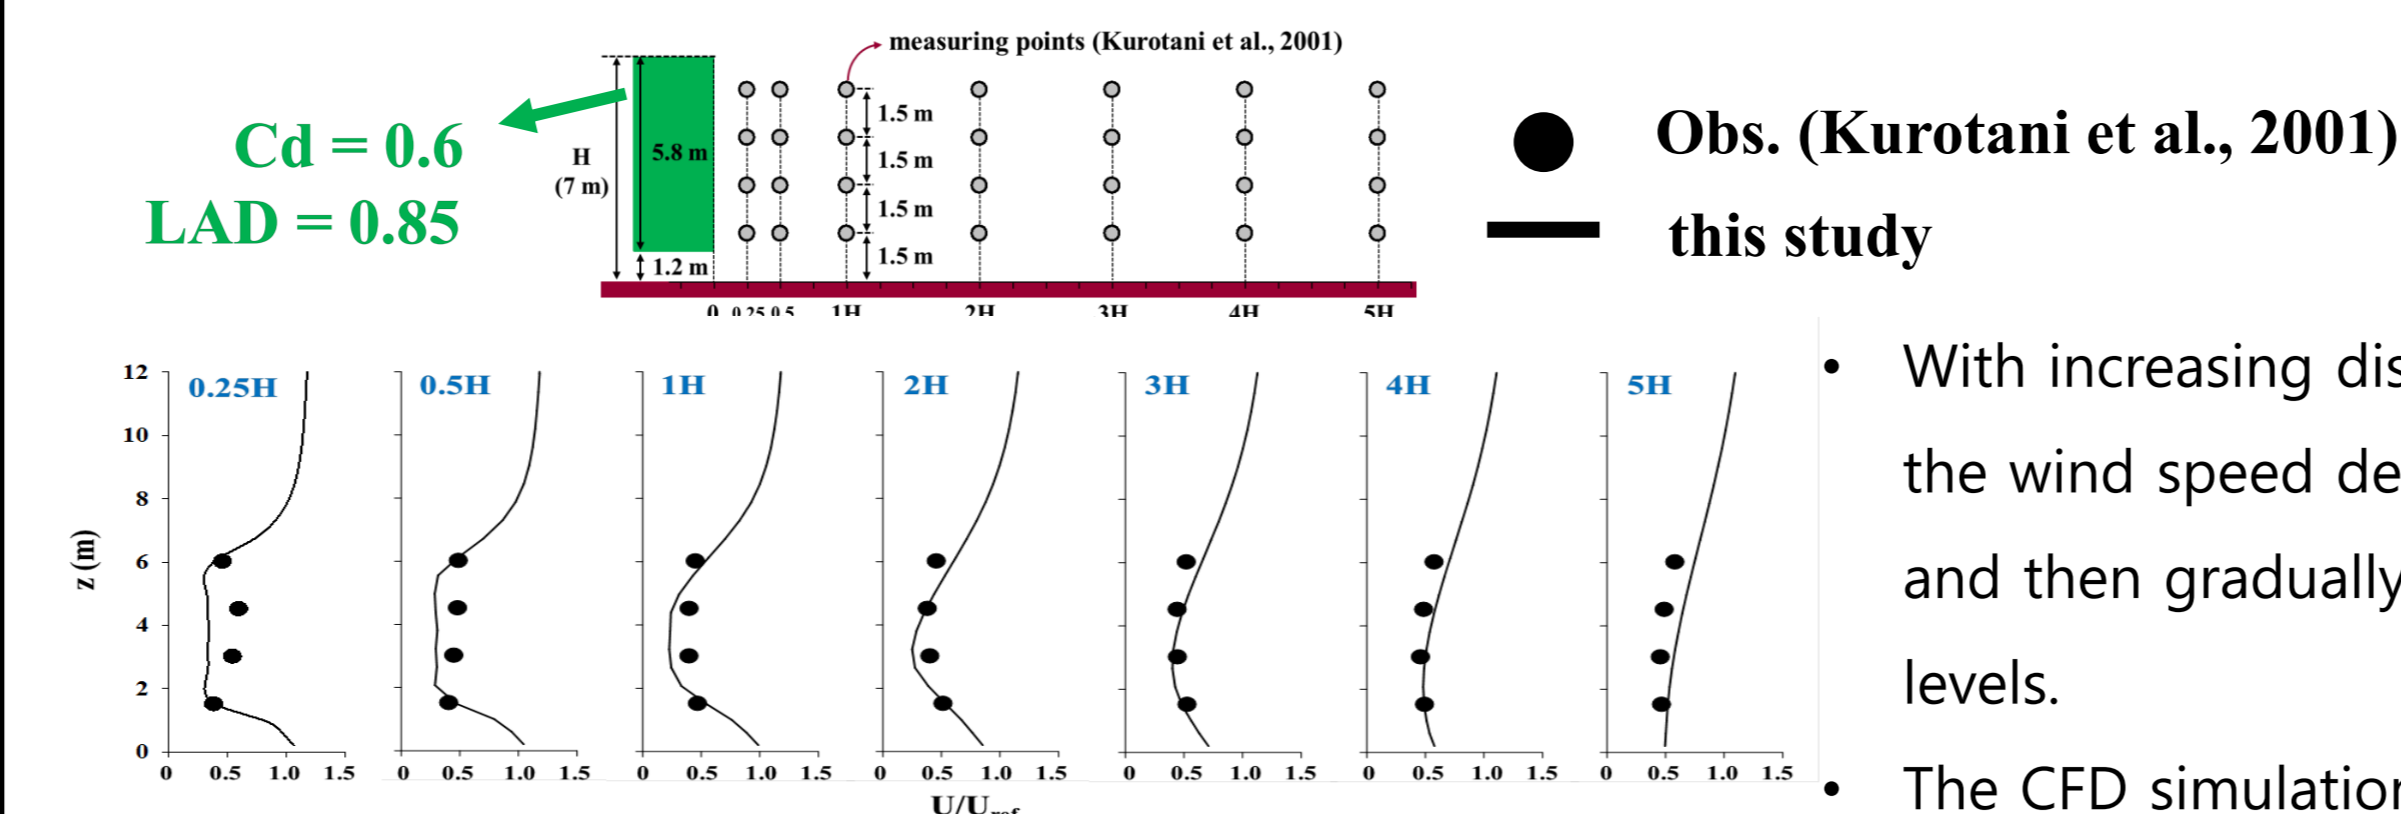 measuring points (Kurotani et al., 2001)
Cd = 0.6
LAD = 0.85
H
(7 m)
5.8 m
1.2 m
1.5 m
1.5 m
1.5 m
1.5 m
0 0.25 0.5 1H 2H 3H 4H 5H
Obs. (Kurotani et al., 2001)
this study
0.25H 0.5H 1H 2H 3H 4H 5H
z (m)
12
10
8
6
4
2
0
0 0.5 1.0 1.5 0 0.5 1.0 1.5 0 0.5 1.0 1.5 0 0.5 1.0 1.5 0 0.5 1.0 1.5 0 0.5 1.0 1.5 0 0.5 1.0 1.5
U/Uref
• With increasing
the wind speed
and then gradually
levels.
• The CFD